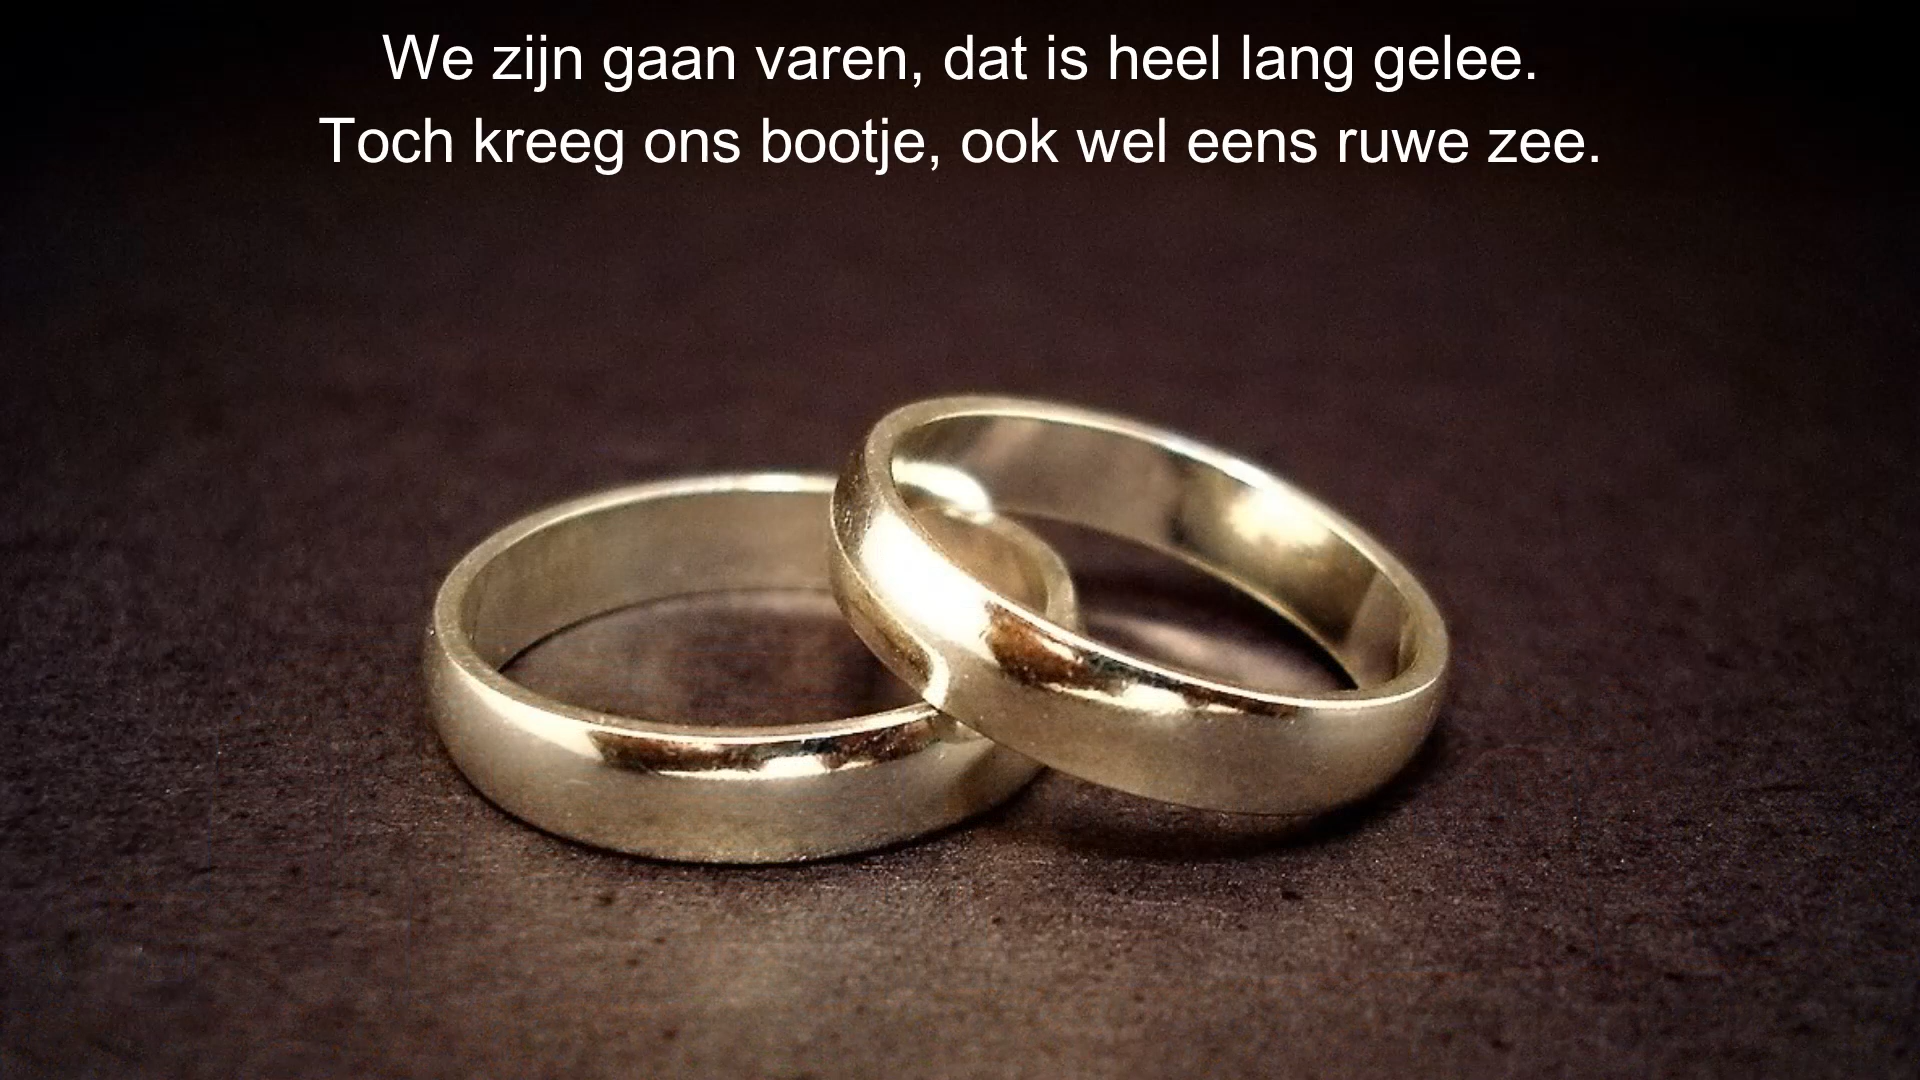 We zijn gaan varen, dat is heel lang gelee.
Toch kreeg ons bootje, ook wel eens ruwe zee.